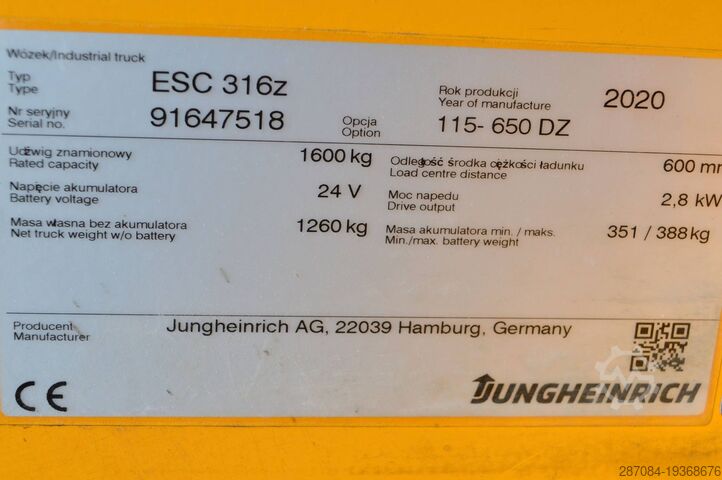 Wózek/Industrial truck
Typ
Type
ESC 316z
Rok produkcji
Year of manufacture
2020
Nr seryjny
Serial no.
91647518
Opcja
Option
115- 650 DZ
Udźwig znamionowy
Rated capacity
1600 kg
Odległość środka ciężkości ładunku
Load centre distance
600 mm
Napięcie akumulatora
Battery voltage
24 V
Moc napedu
Drive output
2,8 kW
Masa własna bez akumulatora
Net truck weight w/o battery
1260 kg
Masa akumulatora min. / maks.
Min./max. battery weight
351 / 388 kg
Producent
Manufacturer
Jungheinrich AG, 22039 Hamburg, Germany
CE
JUNGHEINRICH
287084-19368676